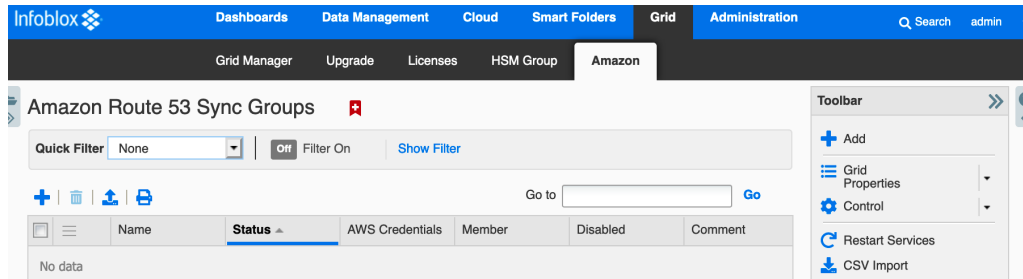 Infoblox
Dashboards Data Management Cloud Smart Folders Grid Administration Search admin
Grid Manager Upgrade Licenses HSM Group Amazon
Amazon Route 53 Sync Groups
Toolbar
Quick Filter None Off Filter On Show Filter
Add
Grid
Properties
Go to Go
Control
Name Status AWS Credentials Member Disabled Comment
Restart Services
No data
CSV Import